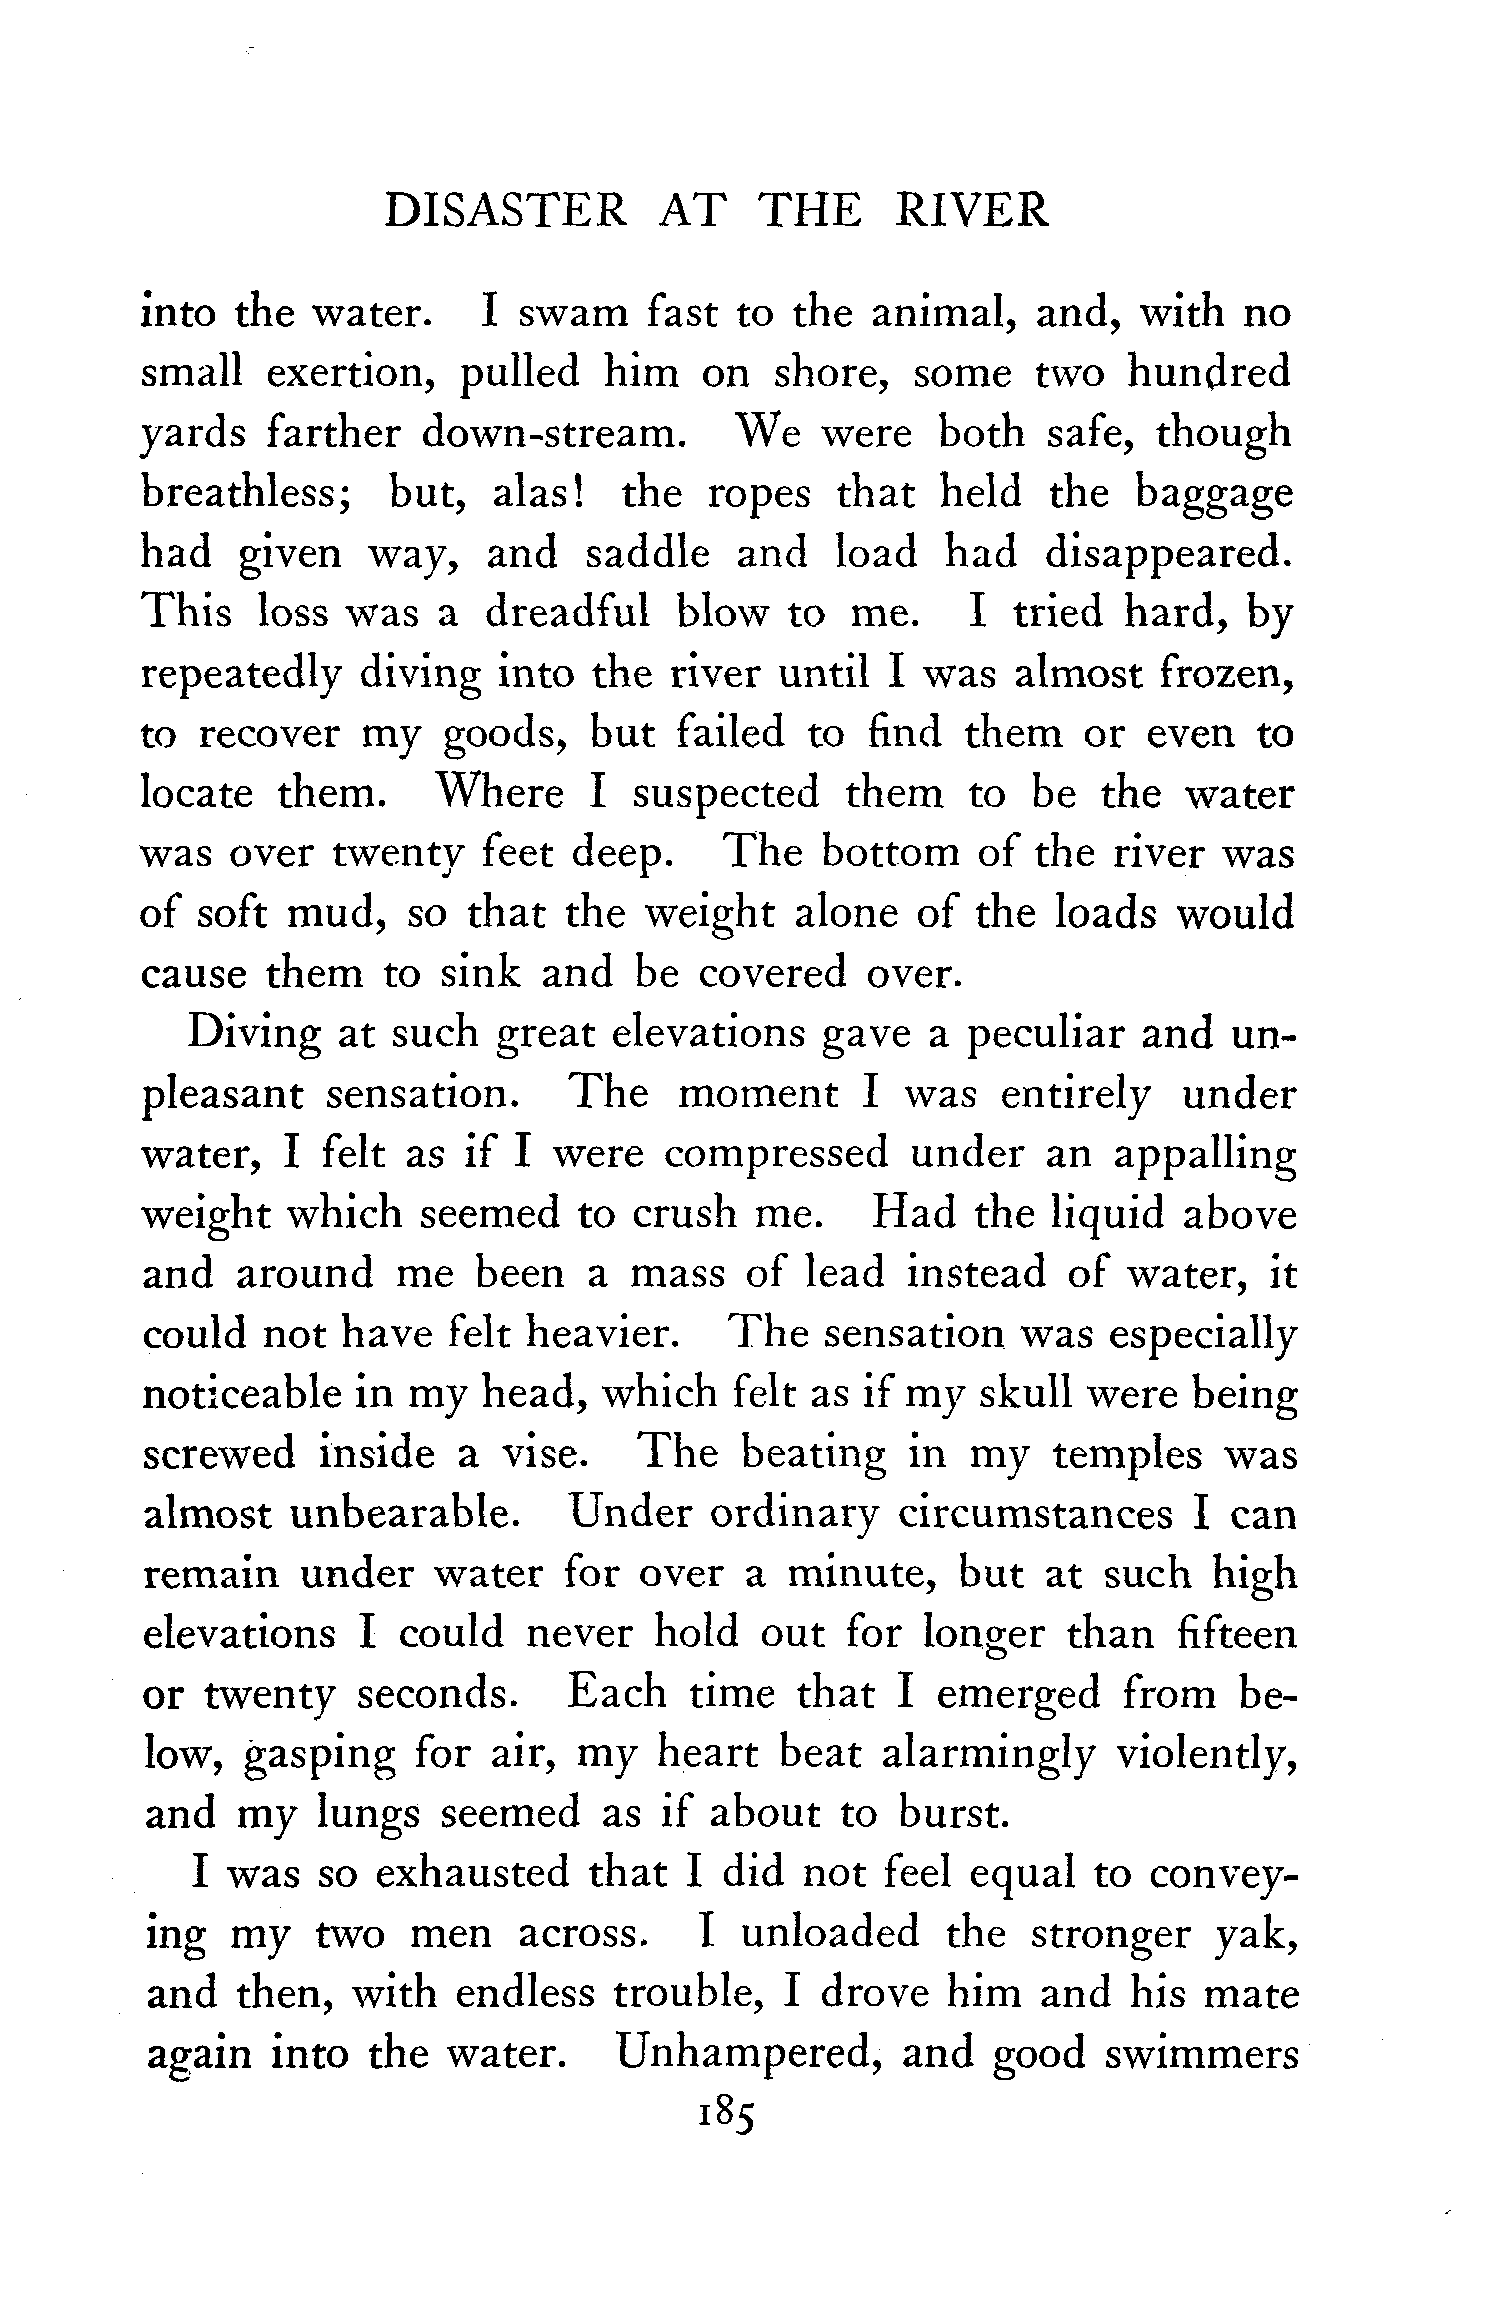 DISASTER AT THE RIVER
into the water. I swam fast to the animal, and, with no
small exertion, pulled him on shore, some two hundred
yards farther down-stream. We were both safe, though
breathless; but, alas! the ropes that held the baggage
had given way, and saddle and load had disappeared.
This loss was a dreadful blow to me. I tried hard, by
repeatedly diving into the river until I was almost frozen,
to recover my goods, but failed to find them or even to
locate them. Where I suspected them to be the water
was over twenty feet deep. The bottom of the river was
of soft mud, so that the weight alone of the loads would
cause them to sink and be covered over.
Diving at such great elevations gave a peculiar and un-
pleasant sensation. The moment I was entirely under
water, I felt as if I were compressed under an appalling
weight which seemed to crush me. Had the liquid above
and around me been a mass of lead instead of water, it
could not have felt heavier. The sensation was especially
noticeable in my head, which felt as if my skull were being
screwed inside a vise. The beating in my temples was
almost unbearable. Under ordinary circumstances I can
remain under water for over a minute, but at such high
elevations I could never hold out for longer than fifteen
or twenty seconds. Each time that I emerged from be-
low, gasping for air, my heart beat alarmingly violently,
and my lungs seemed as if about to burst.
I was so exhausted that I did not feel equal to convey-
ing my two men across. I unloaded the stronger yak,
and then, with endless trouble, I drove him and his mate
again into the water. Unhampered, and good swimmers
185